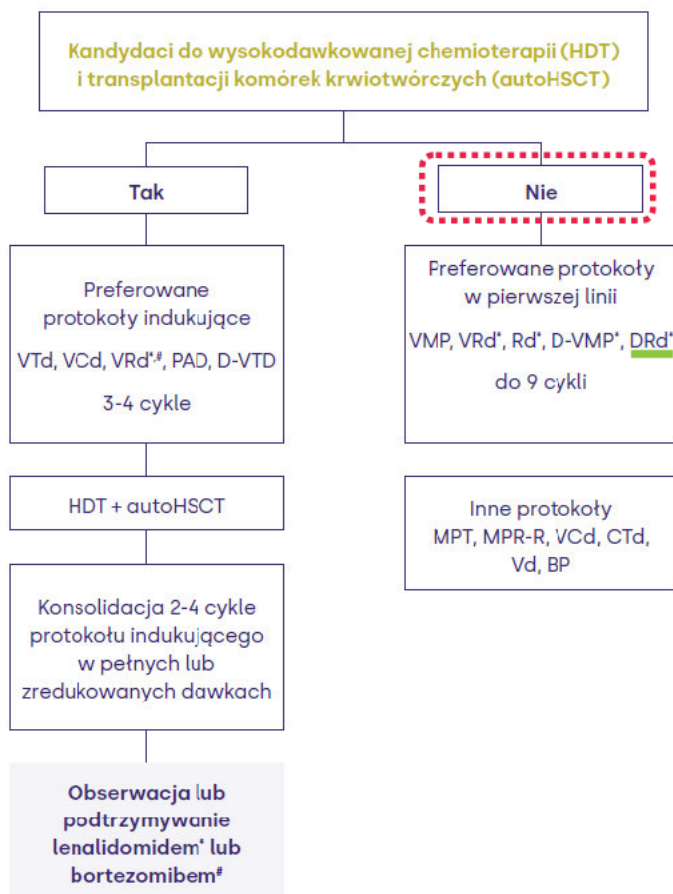 Kandydaci do wysokodawkowanej chemioterapii (HDT)
i transplantacji komórek krwiotwórczych (autoHSCT)
Tak
Nie
Preferowane
protokoły indukujące
VTd, VCd, VRd*,#, PAD, D-VTD
3-4 cykle
Preferowane protokoły
w pierwszej linii
VMP, VRd*, Rd*, D-VMP*, DRd*
do 9 cykli
HDT + autoHSCT
Inne protokoły
MPT, MPR-R, VCd, CTd,
Vd, BP
Konsolidacja 2-4 cykle
protokołu indukującego
w pełnych lub
zredukowanych dawkach
Obserwacja lub
podtrzymywanie
lenalidomidem* lub
bortezomibem#